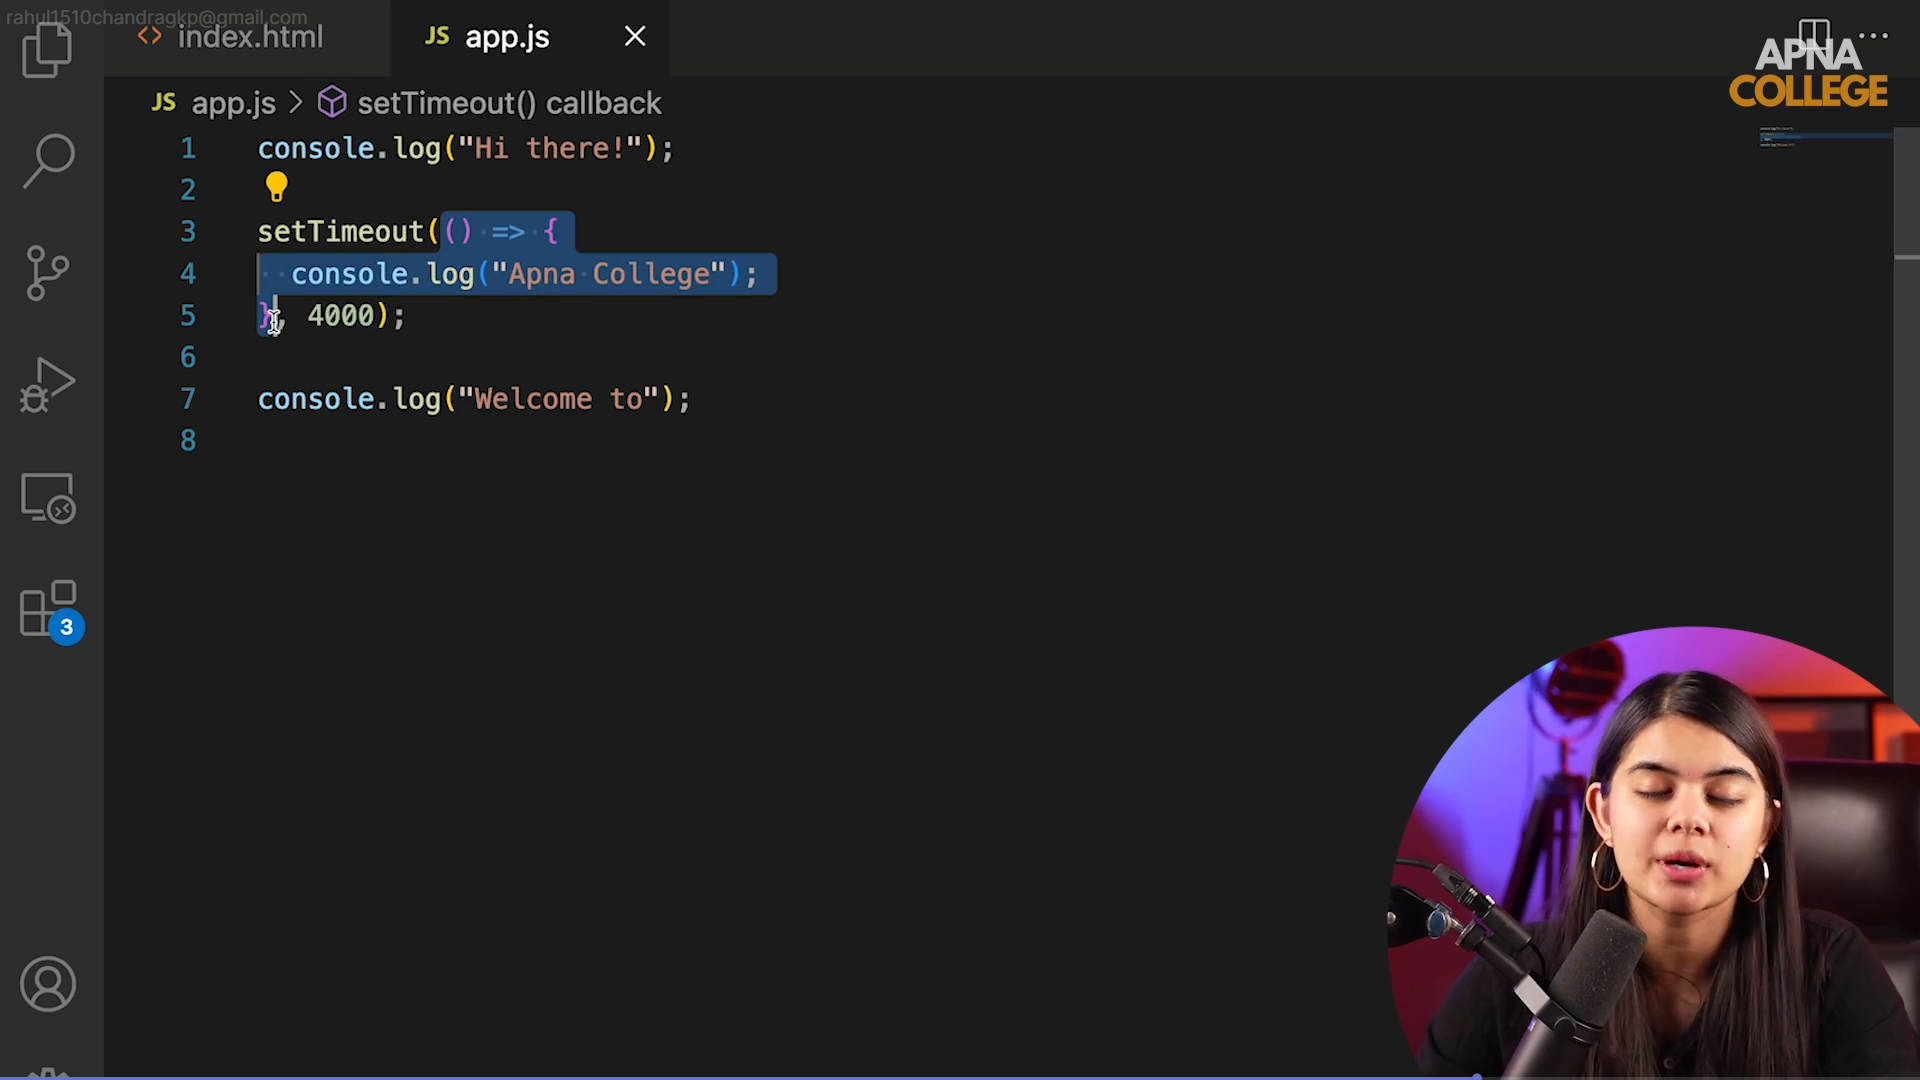 rahul1510chandragkp@gmail.com
<> index.html
JS app.js
APNA
COLLEGE
JS app.js > setTimeout() callback
1 console.log("Hi there!");
2
3 setTimeout(() => {
4 console.log("Apna College");
5 }, 4000);
6
7 console.log("Welcome to");
8
3